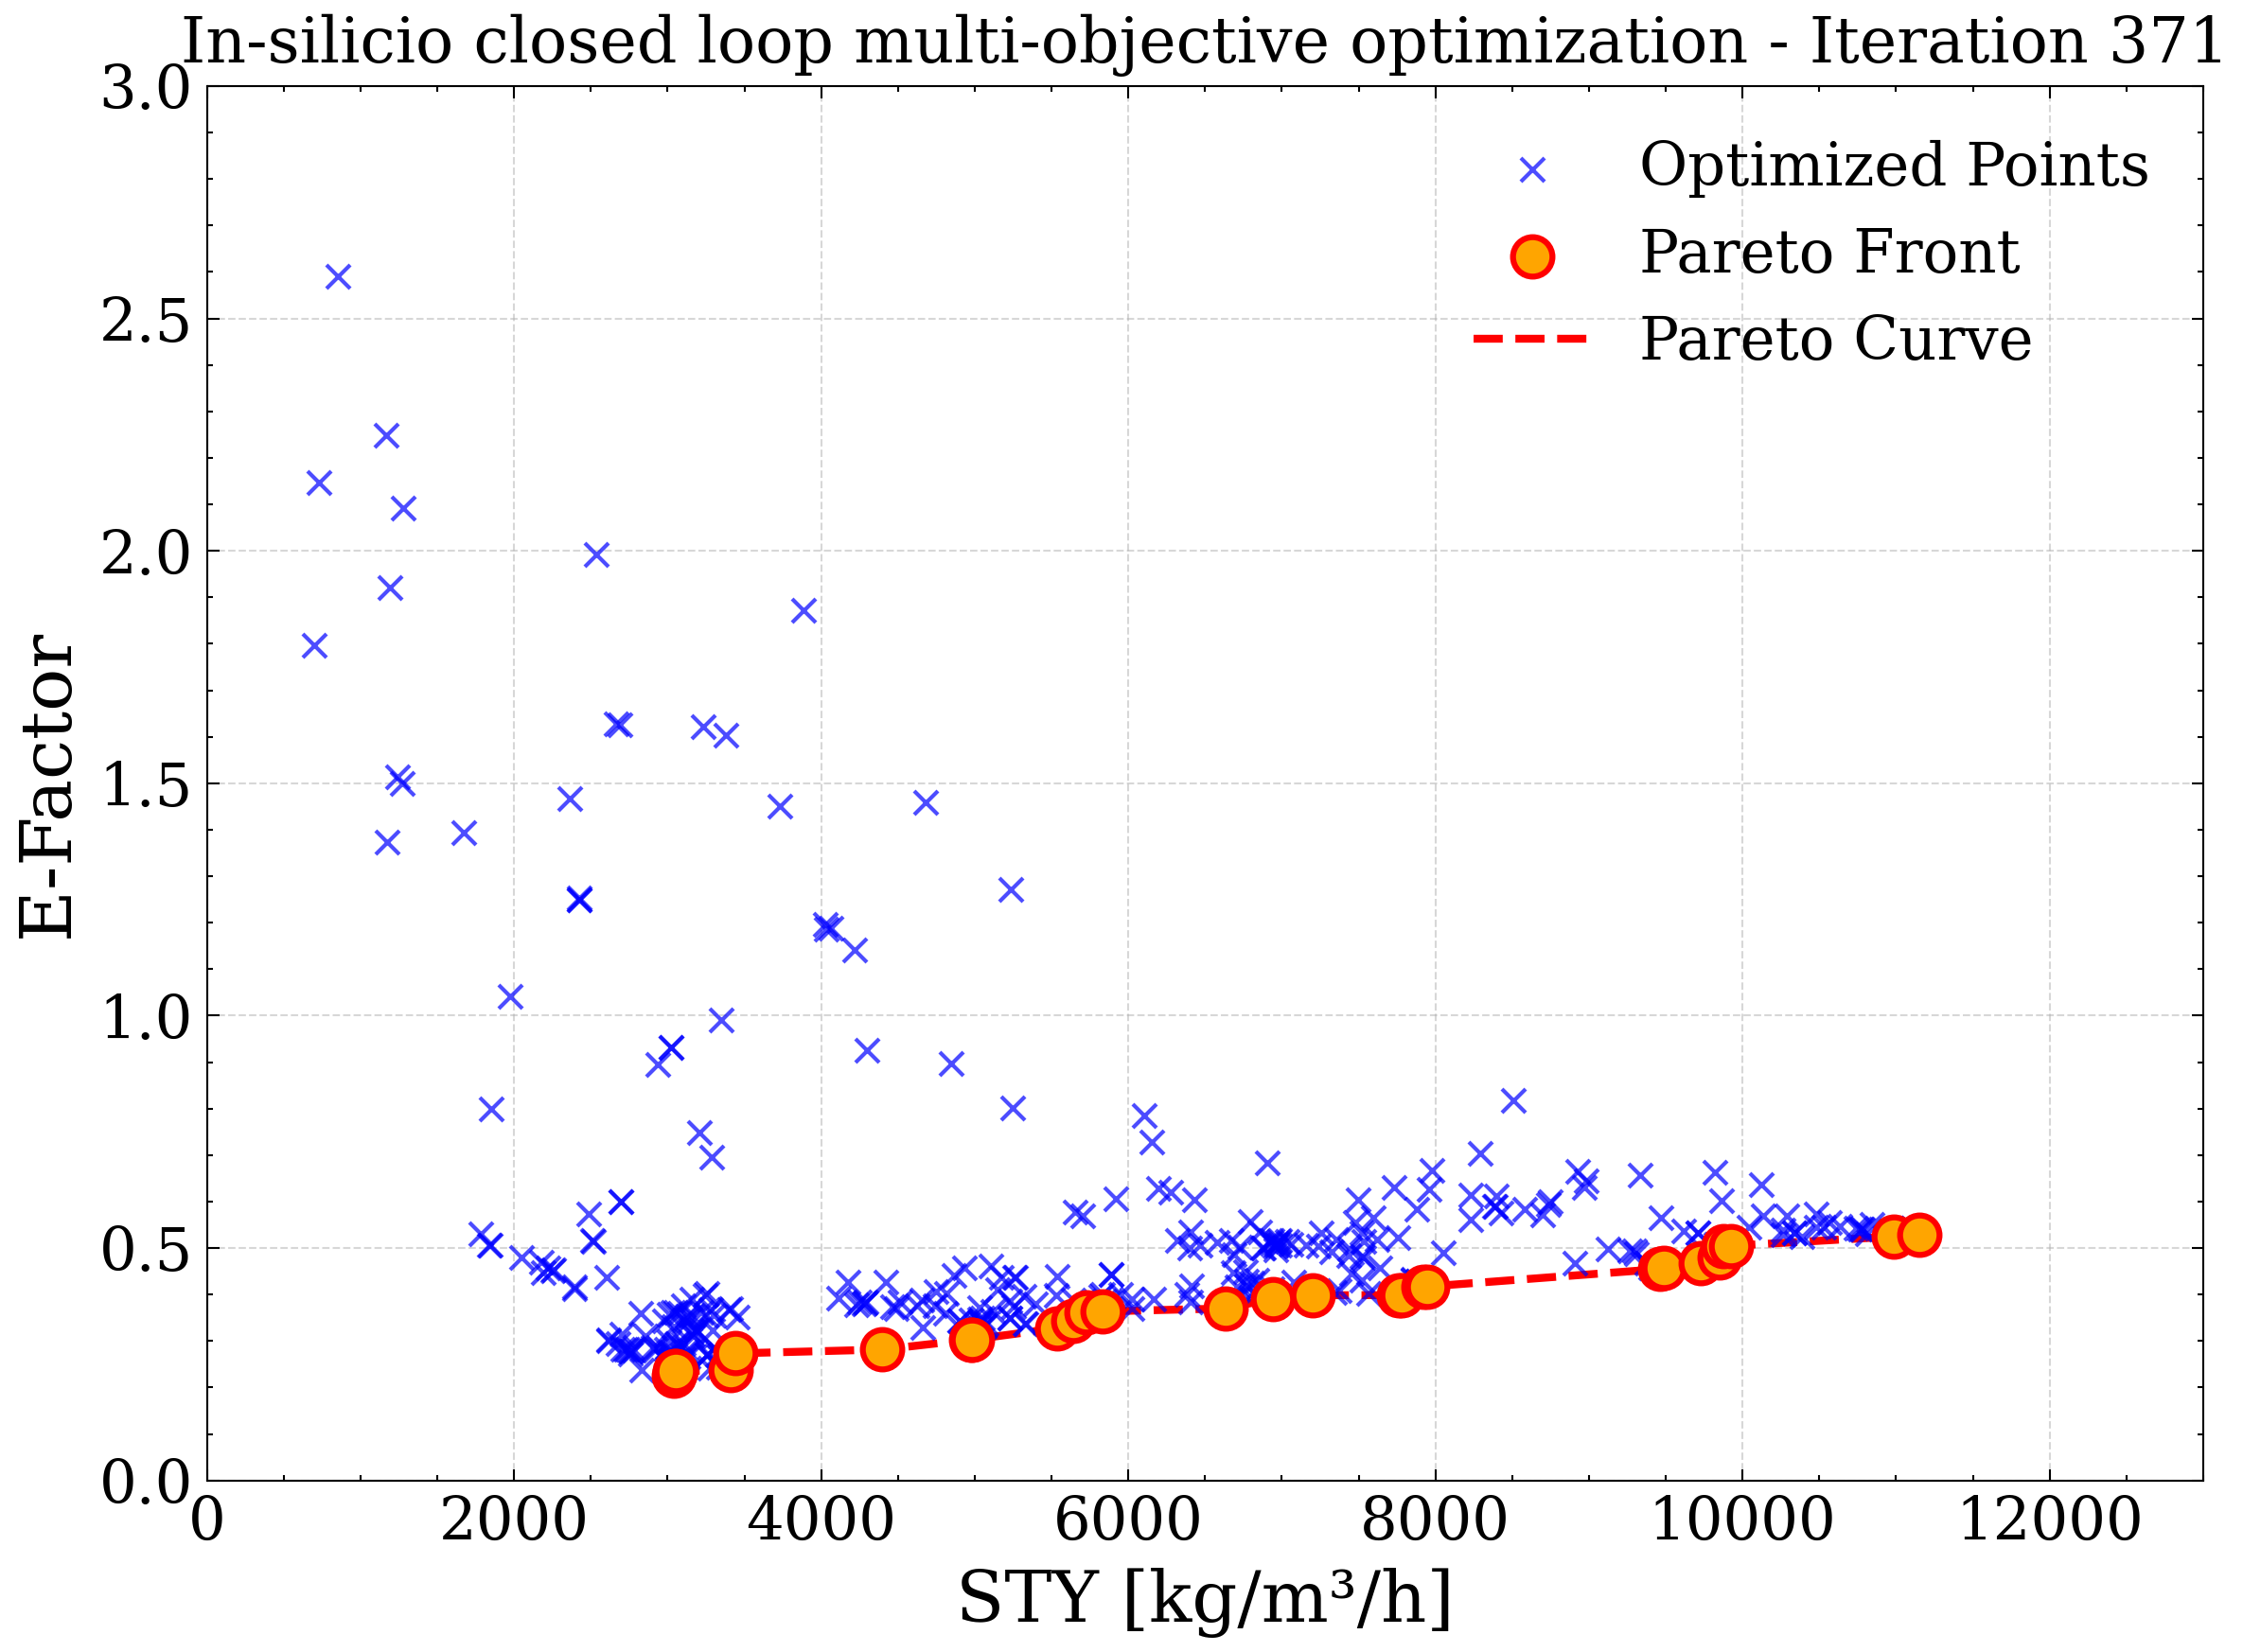 In-silicio closed loop multi-objective optimization - Iteration 371
3.0
2.5
2.0
1.5
1.0
0.5
0.0
E-Factor
Optimized Points
Pareto Front
Pareto Curve
0 2000 4000 6000 8000 10000 12000
STY [kg/m³/h]